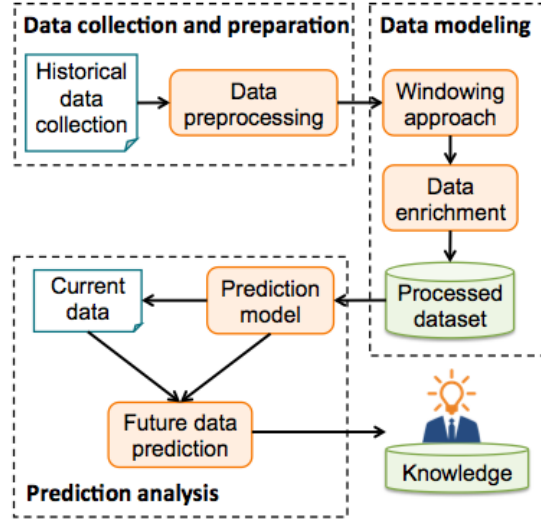 Data collection and preparation
Historical
data
collection
Data
preprocessing
Data modeling
Windowing
approach
Data
enrichment
Processed
dataset
Current
data
Prediction
model
Future data
prediction
Prediction analysis
Knowledge